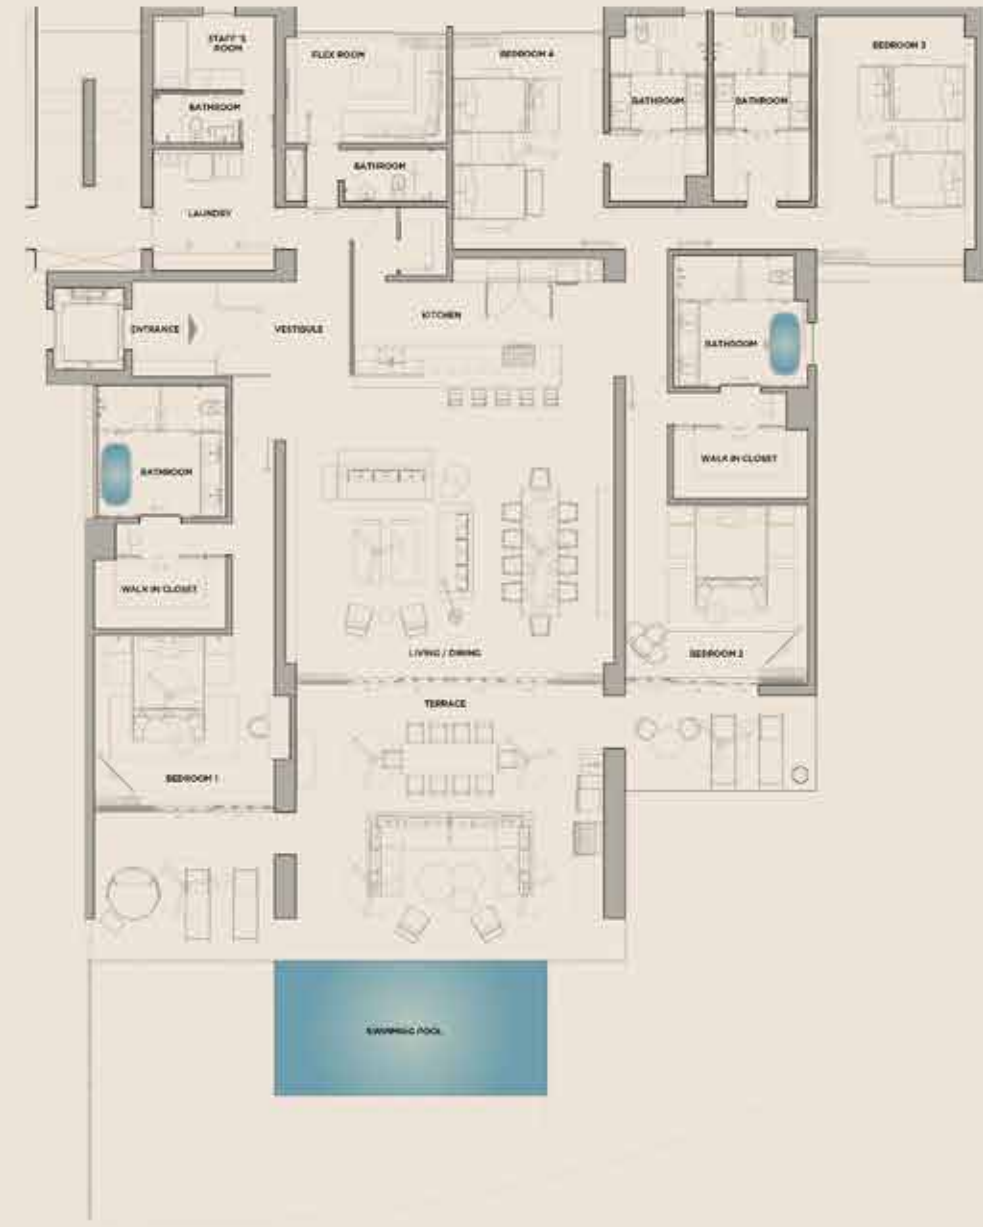 STAFF'S
ROOM
FLEX ROOM
BEDROOM 4
BEDROOM 3
BATHROOM
BATHROOM
BATHROOM
BATHROOM
LAUNDRY
KITCHEN
ENTRANCE
VESTIBULE
BATHROOM
WALK IN CLOSET
BATHROOM
WALK IN CLOSET
LIVING / DINING
BEDROOM 2
TERRACE
BEDROOM 1
SWIMMING POOL